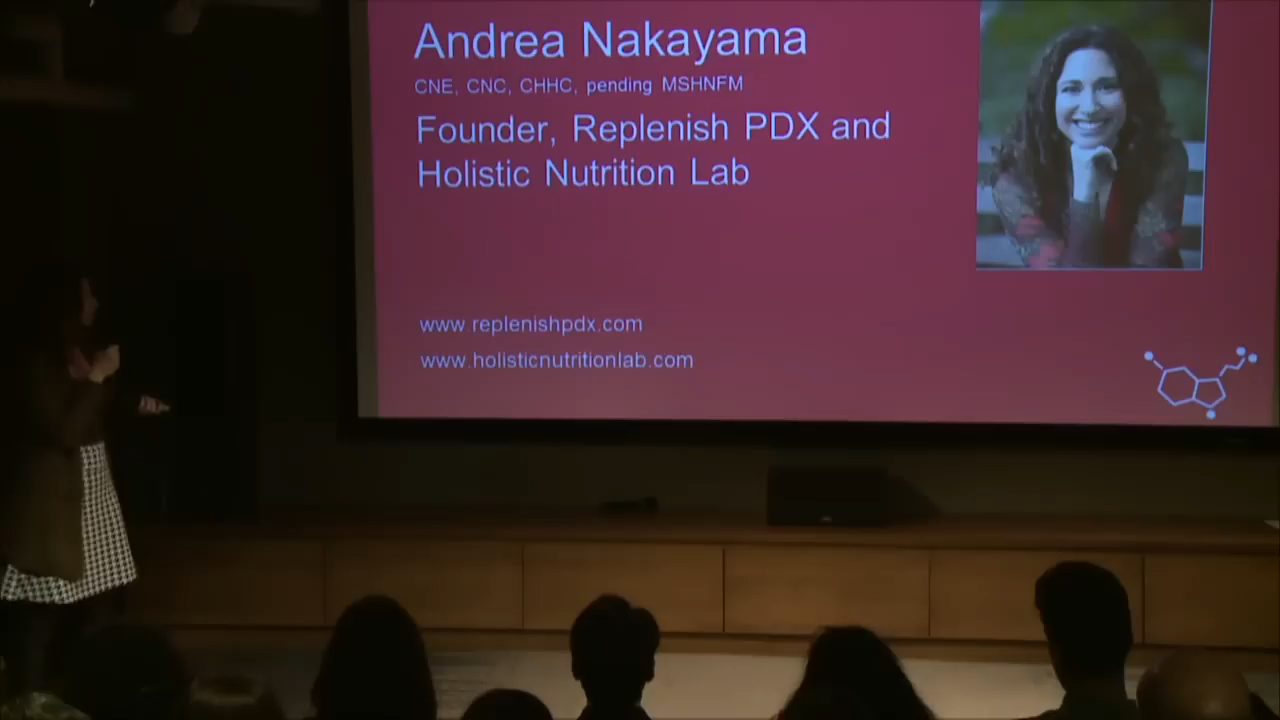 Andrea Nakayama
CNE, CNC, CHHC, pending MSHNFM
Founder, Replenish PDX and
Holistic Nutrition Lab
www.replenishpdx.com
www.holisticnutritionlab.com